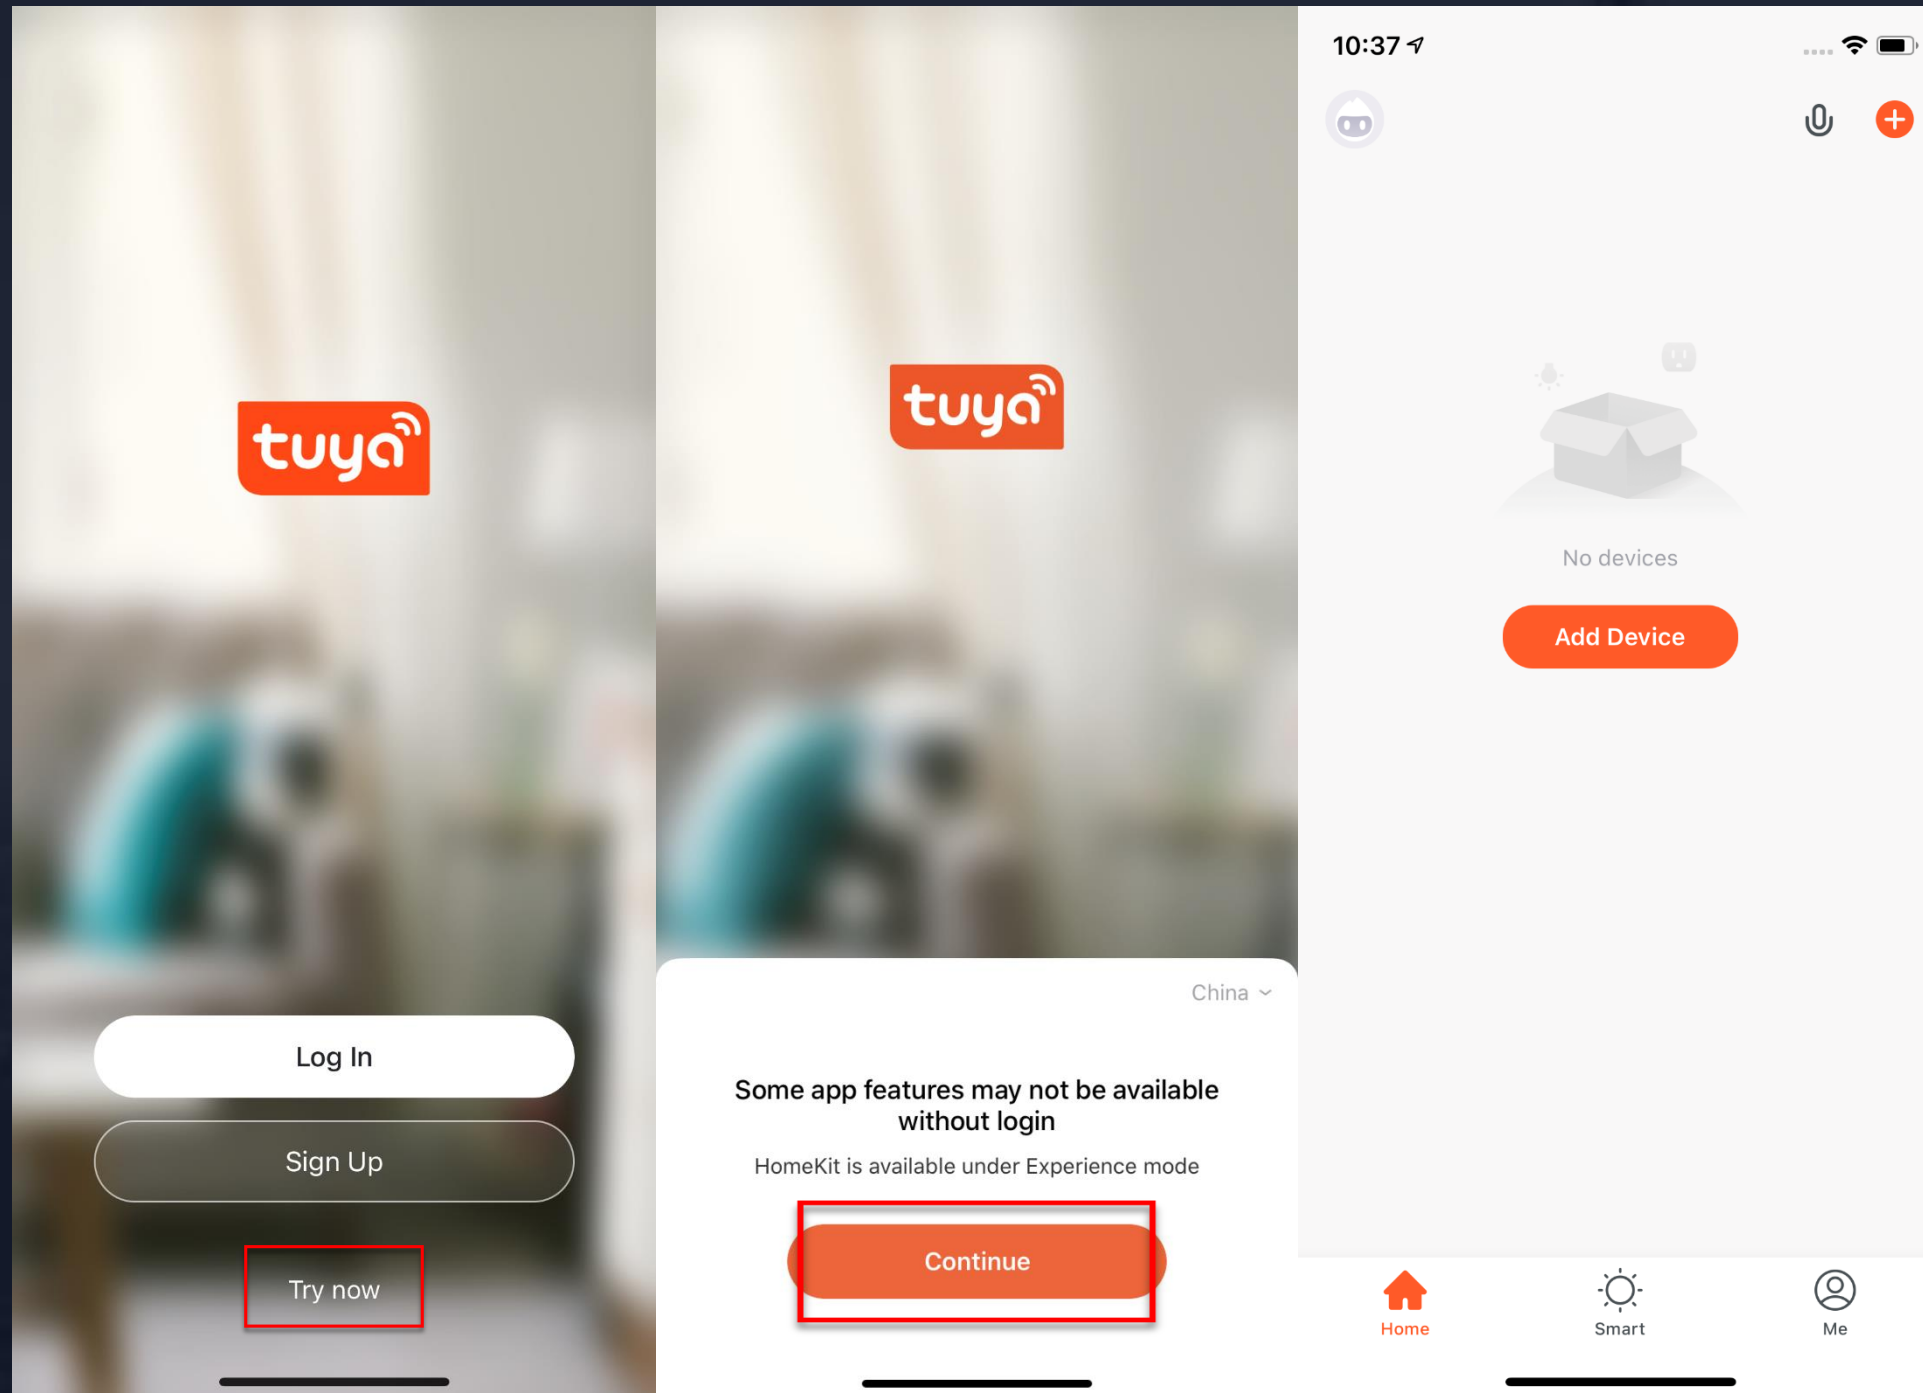 tuya
Log In
Sign Up
Try now
tuya
China
Some app features may not be available
without login
HomeKit is available under Experience mode
Continue
10:37
No devices
Add Device
Home
Smart
Me